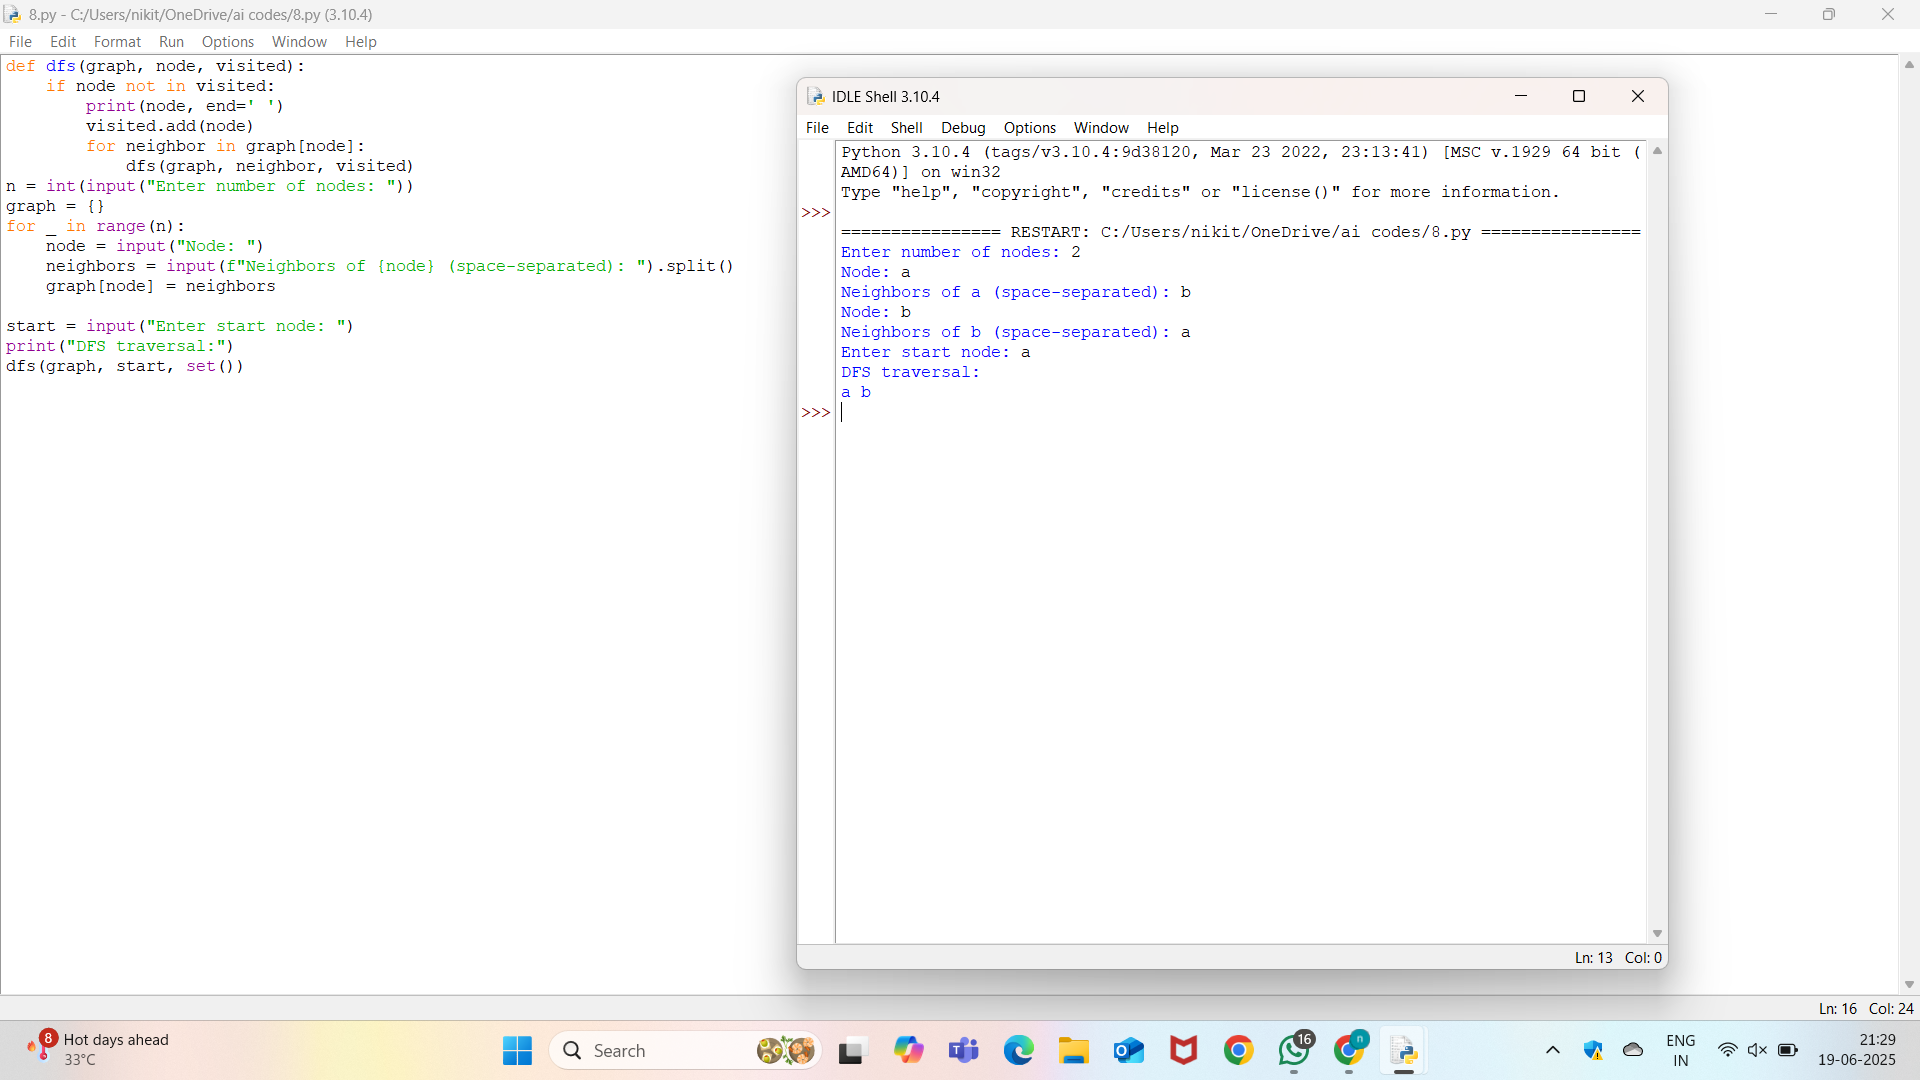 8.py - C:/Users/nikit/OneDrive/ai codes/8.py (3.10.4)
File Edit Format Run Options Window Help
def dfs(graph, node, visited):
    if node not in visited:
        print(node, end=' ')
        visited.add(node)
        for neighbor in graph[node]:
            dfs(graph, neighbor, visited)
n = int(input("Enter number of nodes: "))
graph = {}
for _ in range(n):
    node = input("Node: ")
    neighbors = input(f"Neighbors of {node} (space-separated): ").split()
    graph[node] = neighbors

start = input("Enter start node: ")
print("DFS traversal:")
dfs(graph, start, set())
IDLE Shell 3.10.4
File Edit Shell Debug Options Window Help
Python 3.10.4 (tags/v3.10.4:9d38120, Mar 23 2022, 23:13:41) [MSC v.1929 64 bit (
AMD64)] on win32
Type "help", "copyright", "credits" or "license()" for more information.
>>>
================ RESTART: C:/Users/nikit/OneDrive/ai codes/8.py ================
Enter number of nodes: 2
Node: a
Neighbors of a (space-separated): b
Node: b
Neighbors of b (space-separated): a
Enter start node: a
DFS traversal:
a b
>>>
Ln: 13 Col: 0
Ln: 16 Col: 24
8
Hot days ahead
33°C
Search
16
n
ENG
IN
21:29
19-06-2025